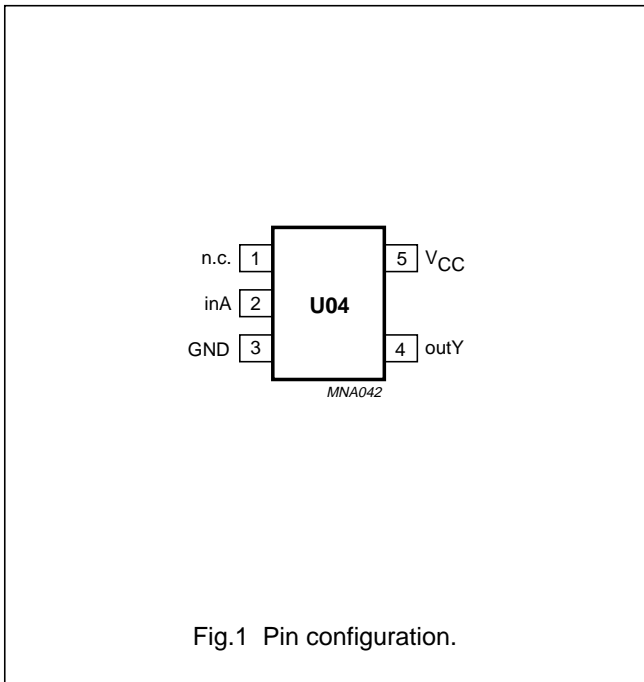 n.c. 1
5 VCC
inA 2
U04
GND 3
4 outY
MNA042
Fig.1 Pin configuration.